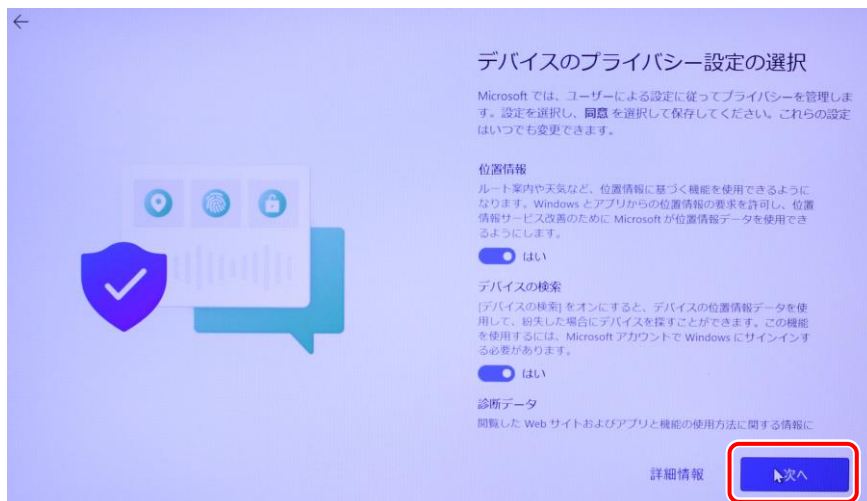 デバイスのプライバシー設定の選択
Microsoft では、ユーザーによる設定に従ってプライバシーを管理しま
す。設定を選択し、同意 を選択して保存してください。これらの設定
はいつでも変更できます。
位置情報
ルート案内や天気など、位置情報に基づく機能を使用できるように
なります。Windows とアプリからの位置情報の要求を許可し、位置
情報サービス改善のために Microsoft が位置情報データを使用でき
るようにします。
はい
デバイスの検索
[デバイスの検索] をオンにすると、デバイスの位置情報データを使
用して、紛失した場合にデバイスを探すことができます。この機能
を使用するには、Microsoft アカウントで Windows にサインインす
る必要があります。
はい
診断データ
閲覧した Web サイトおよびアプリと機能の使用方法に関する情報に
詳細情報
次へ